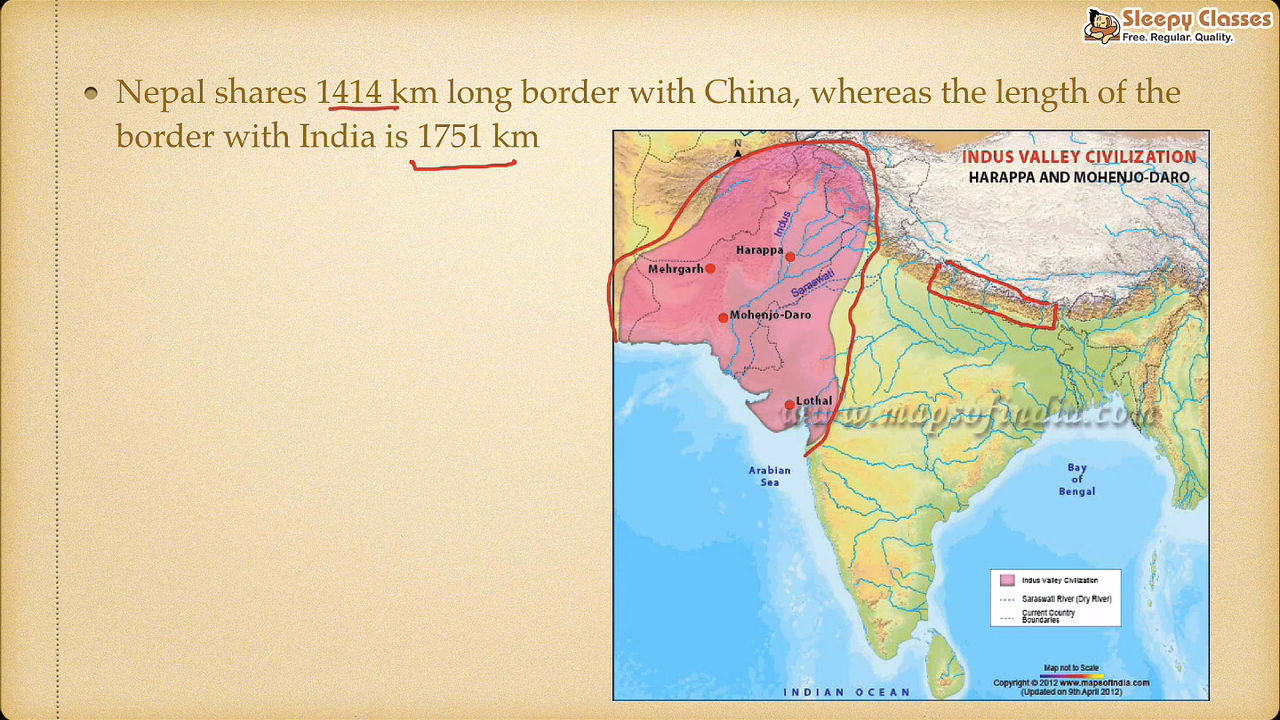 Sleepy Classes
Free. Regular. Quality.
• Nepal shares 1414 km long border with China, whereas the length of the
border with India is 1751 km
N
INDUS VALLEY CIVILIZATION
HARAPPA AND MOHENJO-DARO
Indus
Harappa
Mehrgarh
Saraswati
Mohenjo-Daro
Lothal
www.mapsofindia.com
Arabian
Sea
Bay
of
Bengal
Indus Valley Civilization
Saraswati River (Dry River)
Current Country
Boundaries
Map not to Scale
Copyright © 2012 www.mapsofindia.com
(Updated on 9th April 2012)
INDIAN OCEAN